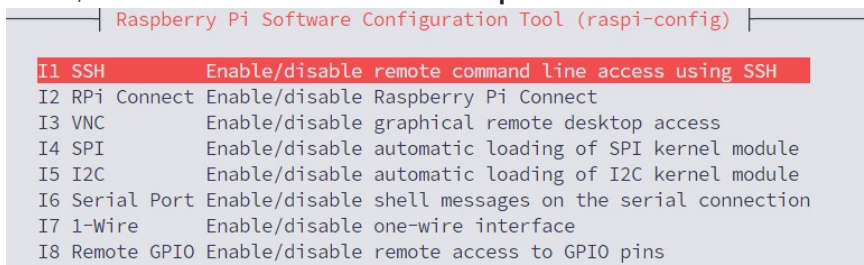 Raspberry Pi Software Configuration Tool (raspi-config)
I1 SSH Enable/disable remote command line access using SSH
I2 RPi Connect Enable/disable Raspberry Pi Connect
I3 VNC Enable/disable graphical remote desktop access
I4 SPI Enable/disable automatic loading of SPI kernel module
I5 I2C Enable/disable automatic loading of I2C kernel module
I6 Serial Port Enable/disable shell messages on the serial connection
I7 1-Wire Enable/disable one-wire interface
I8 Remote GPIO Enable/disable remote access to GPIO pins